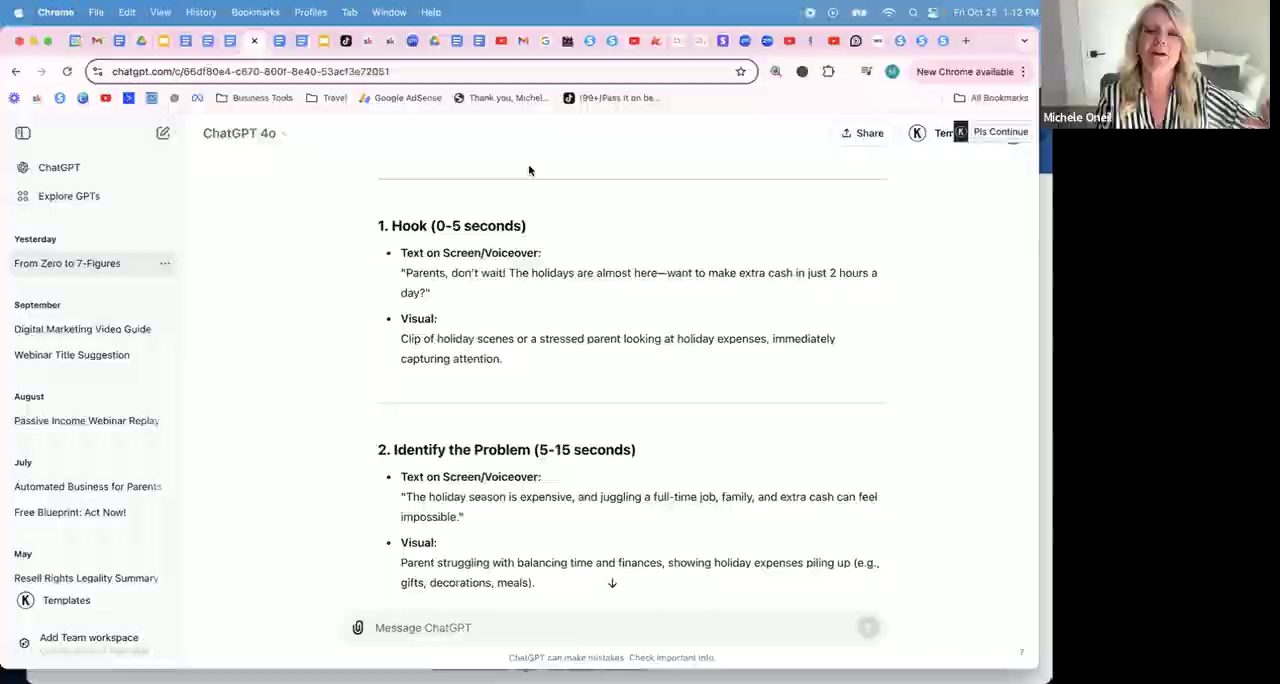 Chrome File Edit View History Bookmarks Profiles Tab Window Help
Fri Oct 25 1:12 PM
chatgpt.com/c/66df80e4-c670-800f-8e40-53acf3e72051
New Chrome available
Business Tools Travel Google AdSense Thank you, Michel... (99+)Pass it on be... All Bookmarks
Michele Oneil
ChatGPT 4o
Share
Pls Continue
ChatGPT
Explore GPTs
Yesterday
From Zero to 7-Figures
September
Digital Marketing Video Guide
Webinar Title Suggestion
August
Passive Income Webinar Replay
July
Automated Business for Parents
Free Blueprint: Act Now!
May
Resell Rights Legality Summary
Templates
Add Team workspace
1. Hook (0-5 seconds)
• Text on Screen/Voiceover:
"Parents, don't wait! The holidays are almost here—want to make extra cash in just 2 hours a
day?"
• Visual:
Clip of holiday scenes or a stressed parent looking at holiday expenses, immediately
capturing attention.
2. Identify the Problem (5-15 seconds)
• Text on Screen/Voiceover:
"The holiday season is expensive, and juggling a full-time job, family, and extra cash can feel
impossible."
• Visual:
Parent struggling with balancing time and finances, showing holiday expenses piling up (e.g.,
gifts, decorations, meals).
Message ChatGPT
ChatGPT can make mistakes. Check important info.
?